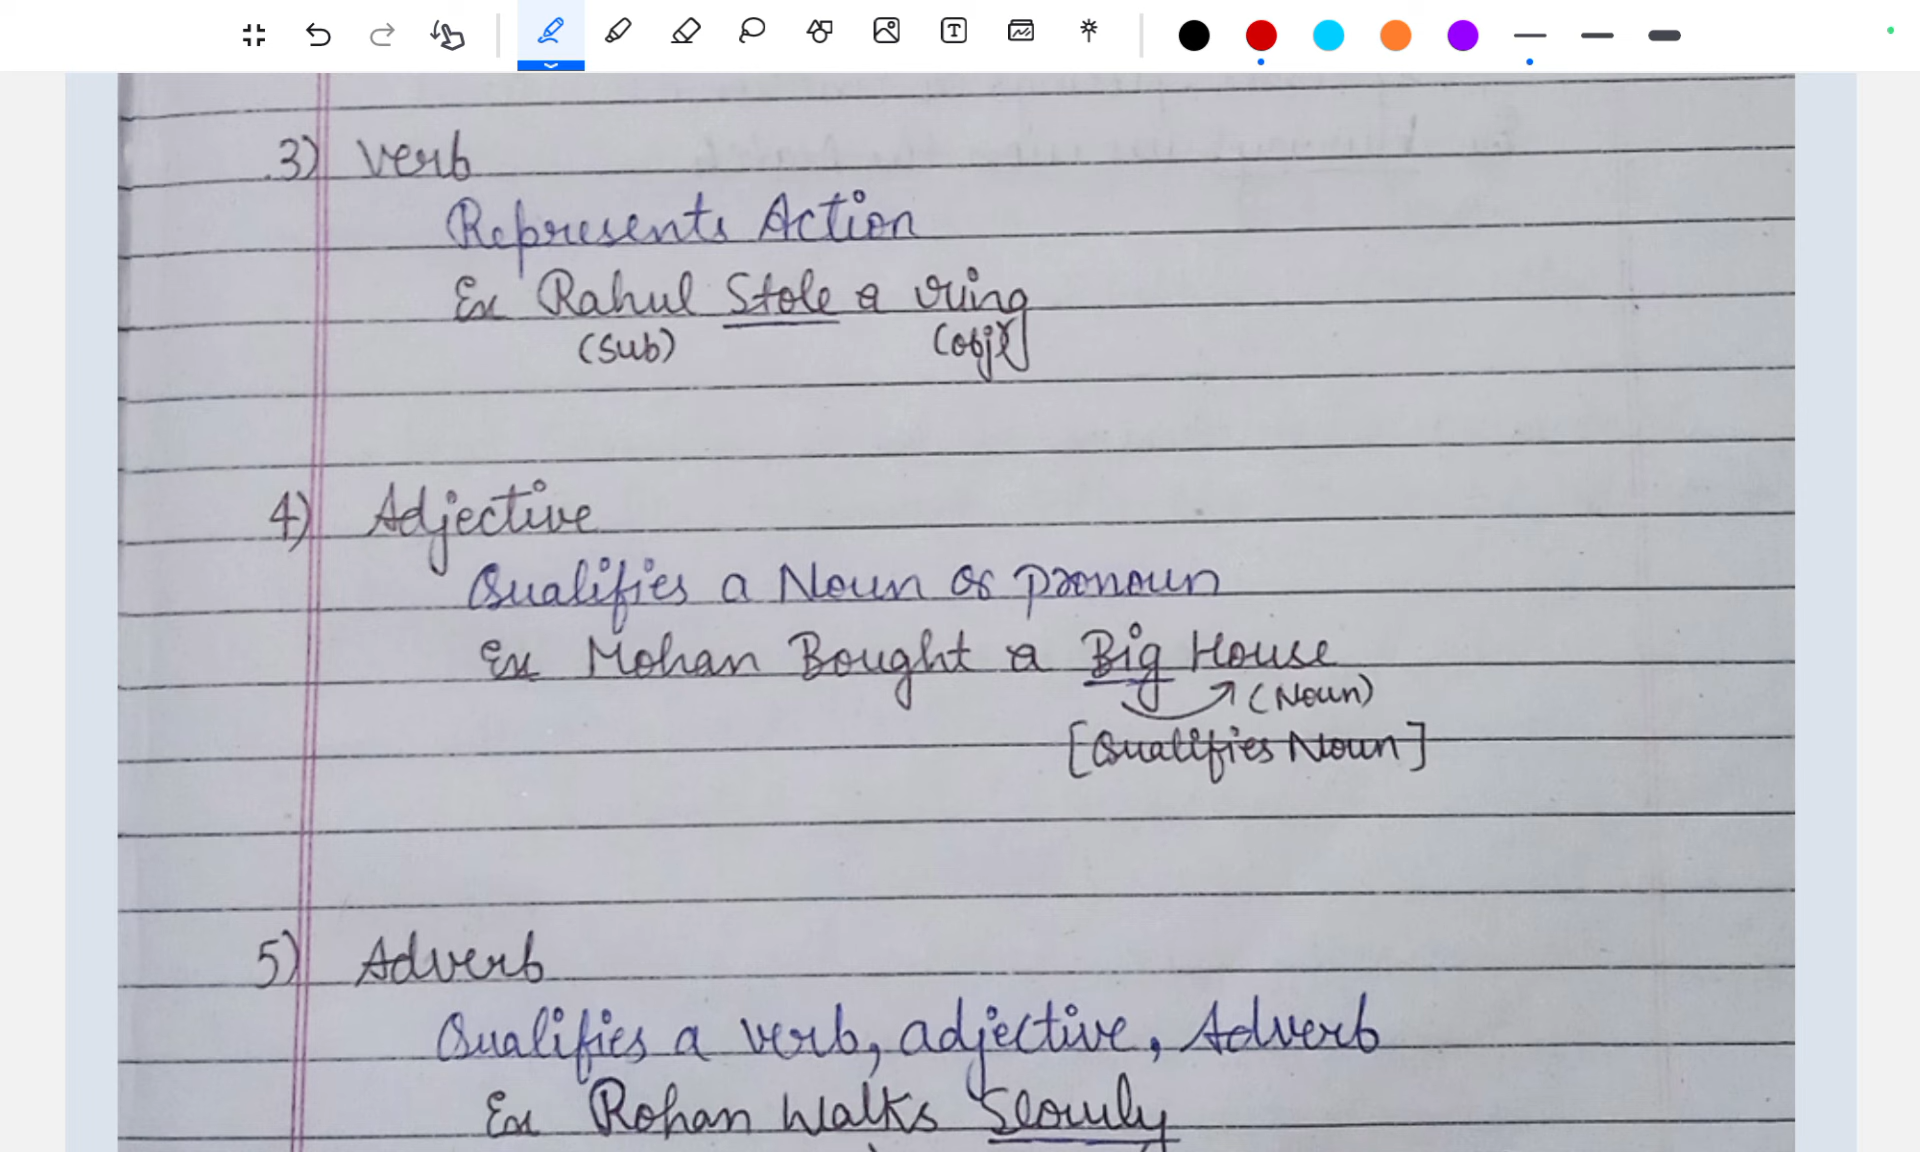 3) Verb
Represents Action
Ex Rahul Stole a ring
(Sub) (obj)
4) Adjective
Qualifies a Noun or pronoun
Ex Mohan Bought a Big House
(Noun)
[Qualifies Noun]
5) Adverb
Qualifies a verb, adjective, Adverb
Ex Rohan Walks Slowly